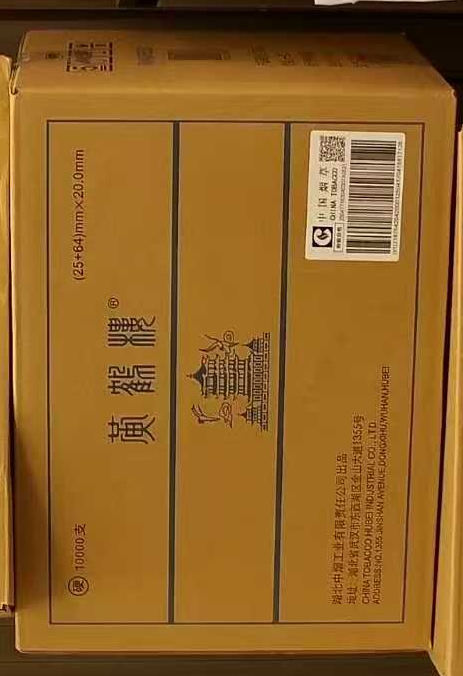 硬 10000支
(25+64)mm×20.0mm
黄鹤楼®
中国烟草
CHINA TOBACCO
湖北中烟工业有限责任公司出品
地址：湖北省武汉市东西湖区金山大道1355号
CHINA TOBACCO HUBEI INDUSTRIAL CO., LTD
ADDRESS:NO.1355 JINSHAN AVENUE,DONGXIHU,WUHAN,HUBEI